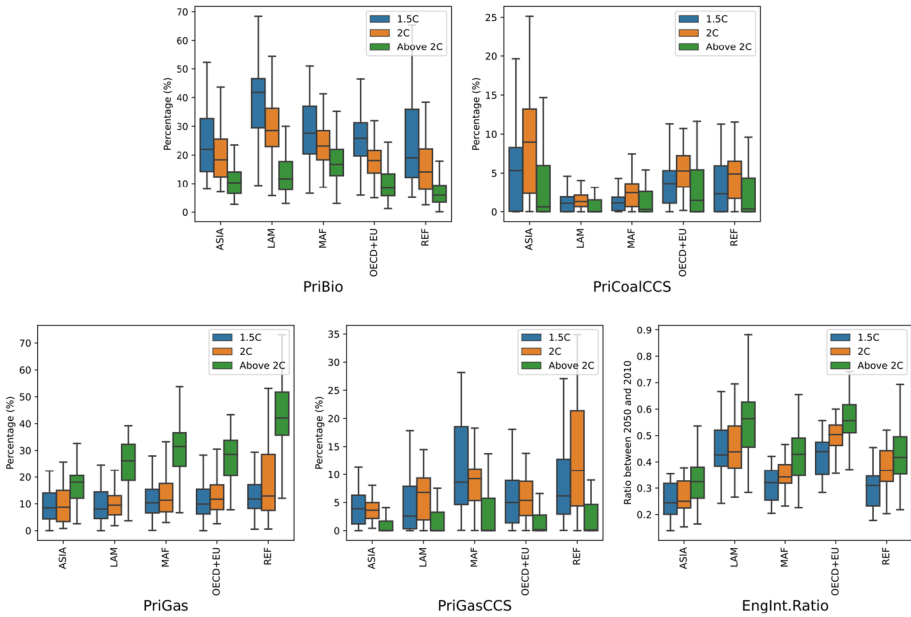 70
60
50
40
30
20
10
0
Percentage (%)
1.5C
2C
Above 2C
ASIA
LAM
MAF
OECD+EU
REF
PriBio
25
20
15
10
5
0
Percentage (%)
1.5C
2C
Above 2C
ASIA
LAM
MAF
OECD+EU
REF
PriCoalCCS
70
60
50
40
30
20
10
0
Percentage (%)
1.5C
2C
Above 2C
ASIA
LAM
MAF
OECD+EU
REF
PriGas
35
30
25
20
15
10
5
0
Percentage (%)
1.5C
2C
Above 2C
ASIA
LAM
MAF
OECD+EU
REF
PriGasCCS
0.9
0.8
0.7
0.6
0.5
0.4
0.3
0.2
Ratio between 2050 and 2010
1.5C
2C
Above 2C
ASIA
LAM
MAF
OECD+EU
REF
EngInt.Ratio